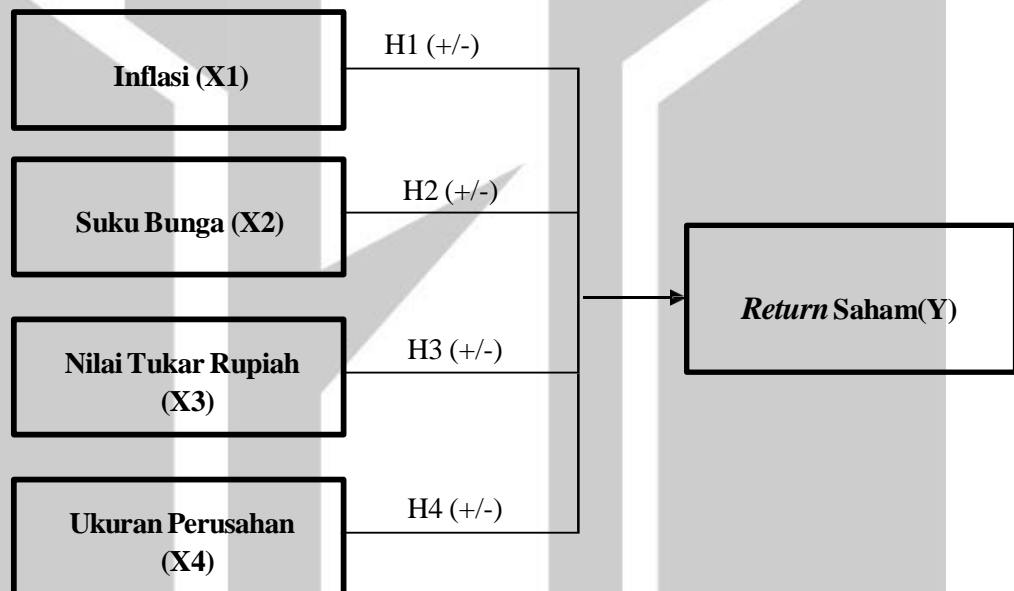 H1 (+/-)
Inflasi (X1)
H2 (+/-)
Suku Bunga (X2)
Return Saham(Y)
H3 (+/-)
Nilai Tukar Rupiah
(X3)
H4 (+/-)
Ukuran Perusahan
(X4)